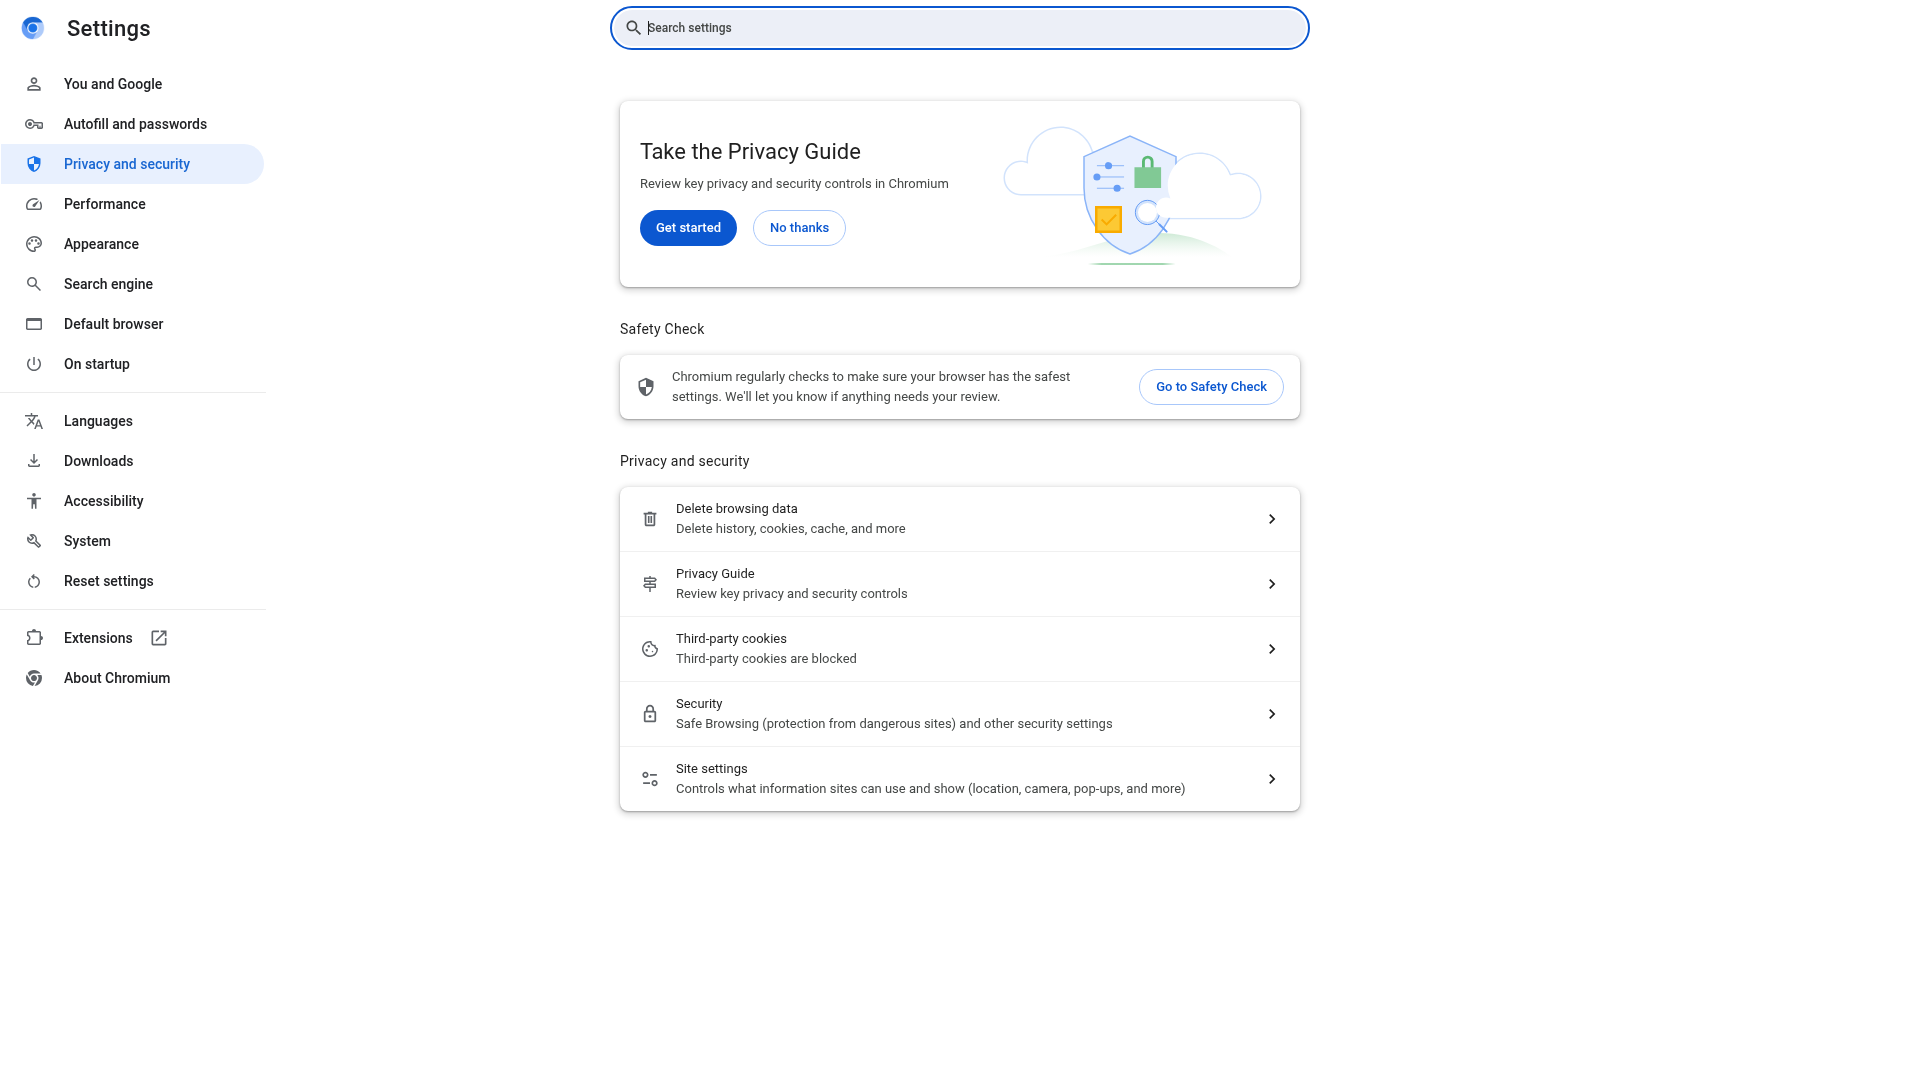 Settings
Search settings
You and Google
Autofill and passwords
Privacy and security
Performance
Appearance
Search engine
Default browser
On startup
Languages
Downloads
Accessibility
System
Reset settings
Extensions
About Chromium
Take the Privacy Guide
Review key privacy and security controls in Chromium
Get started
No thanks
Safety Check
Chromium regularly checks to make sure your browser has the safest
settings. We'll let you know if anything needs your review.
Go to Safety Check
Privacy and security
Delete browsing data
Delete history, cookies, cache, and more
Privacy Guide
Review key privacy and security controls
Third-party cookies
Third-party cookies are blocked
Security
Safe Browsing (protection from dangerous sites) and other security settings
Site settings
Controls what information sites can use and show (location, camera, pop-ups, and more)